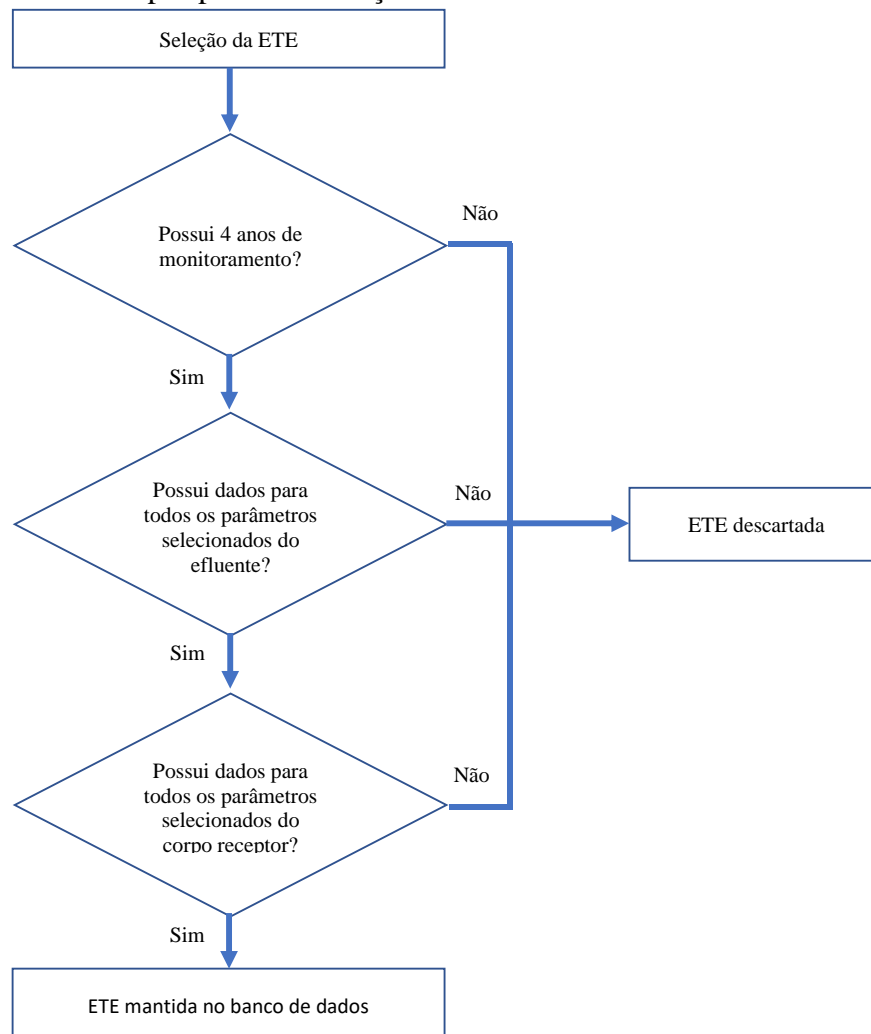 Seleção da ETE
Não
Possui 4 anos de
monitoramento?
Sim
Possui dados para
todos os parâmetros
selecionados do
efluente?
Não
ETE descartada
Sim
Possui dados para
todos os parâmetros
selecionados do
corpo receptor?
Não
Sim
ETE mantida no banco de dados